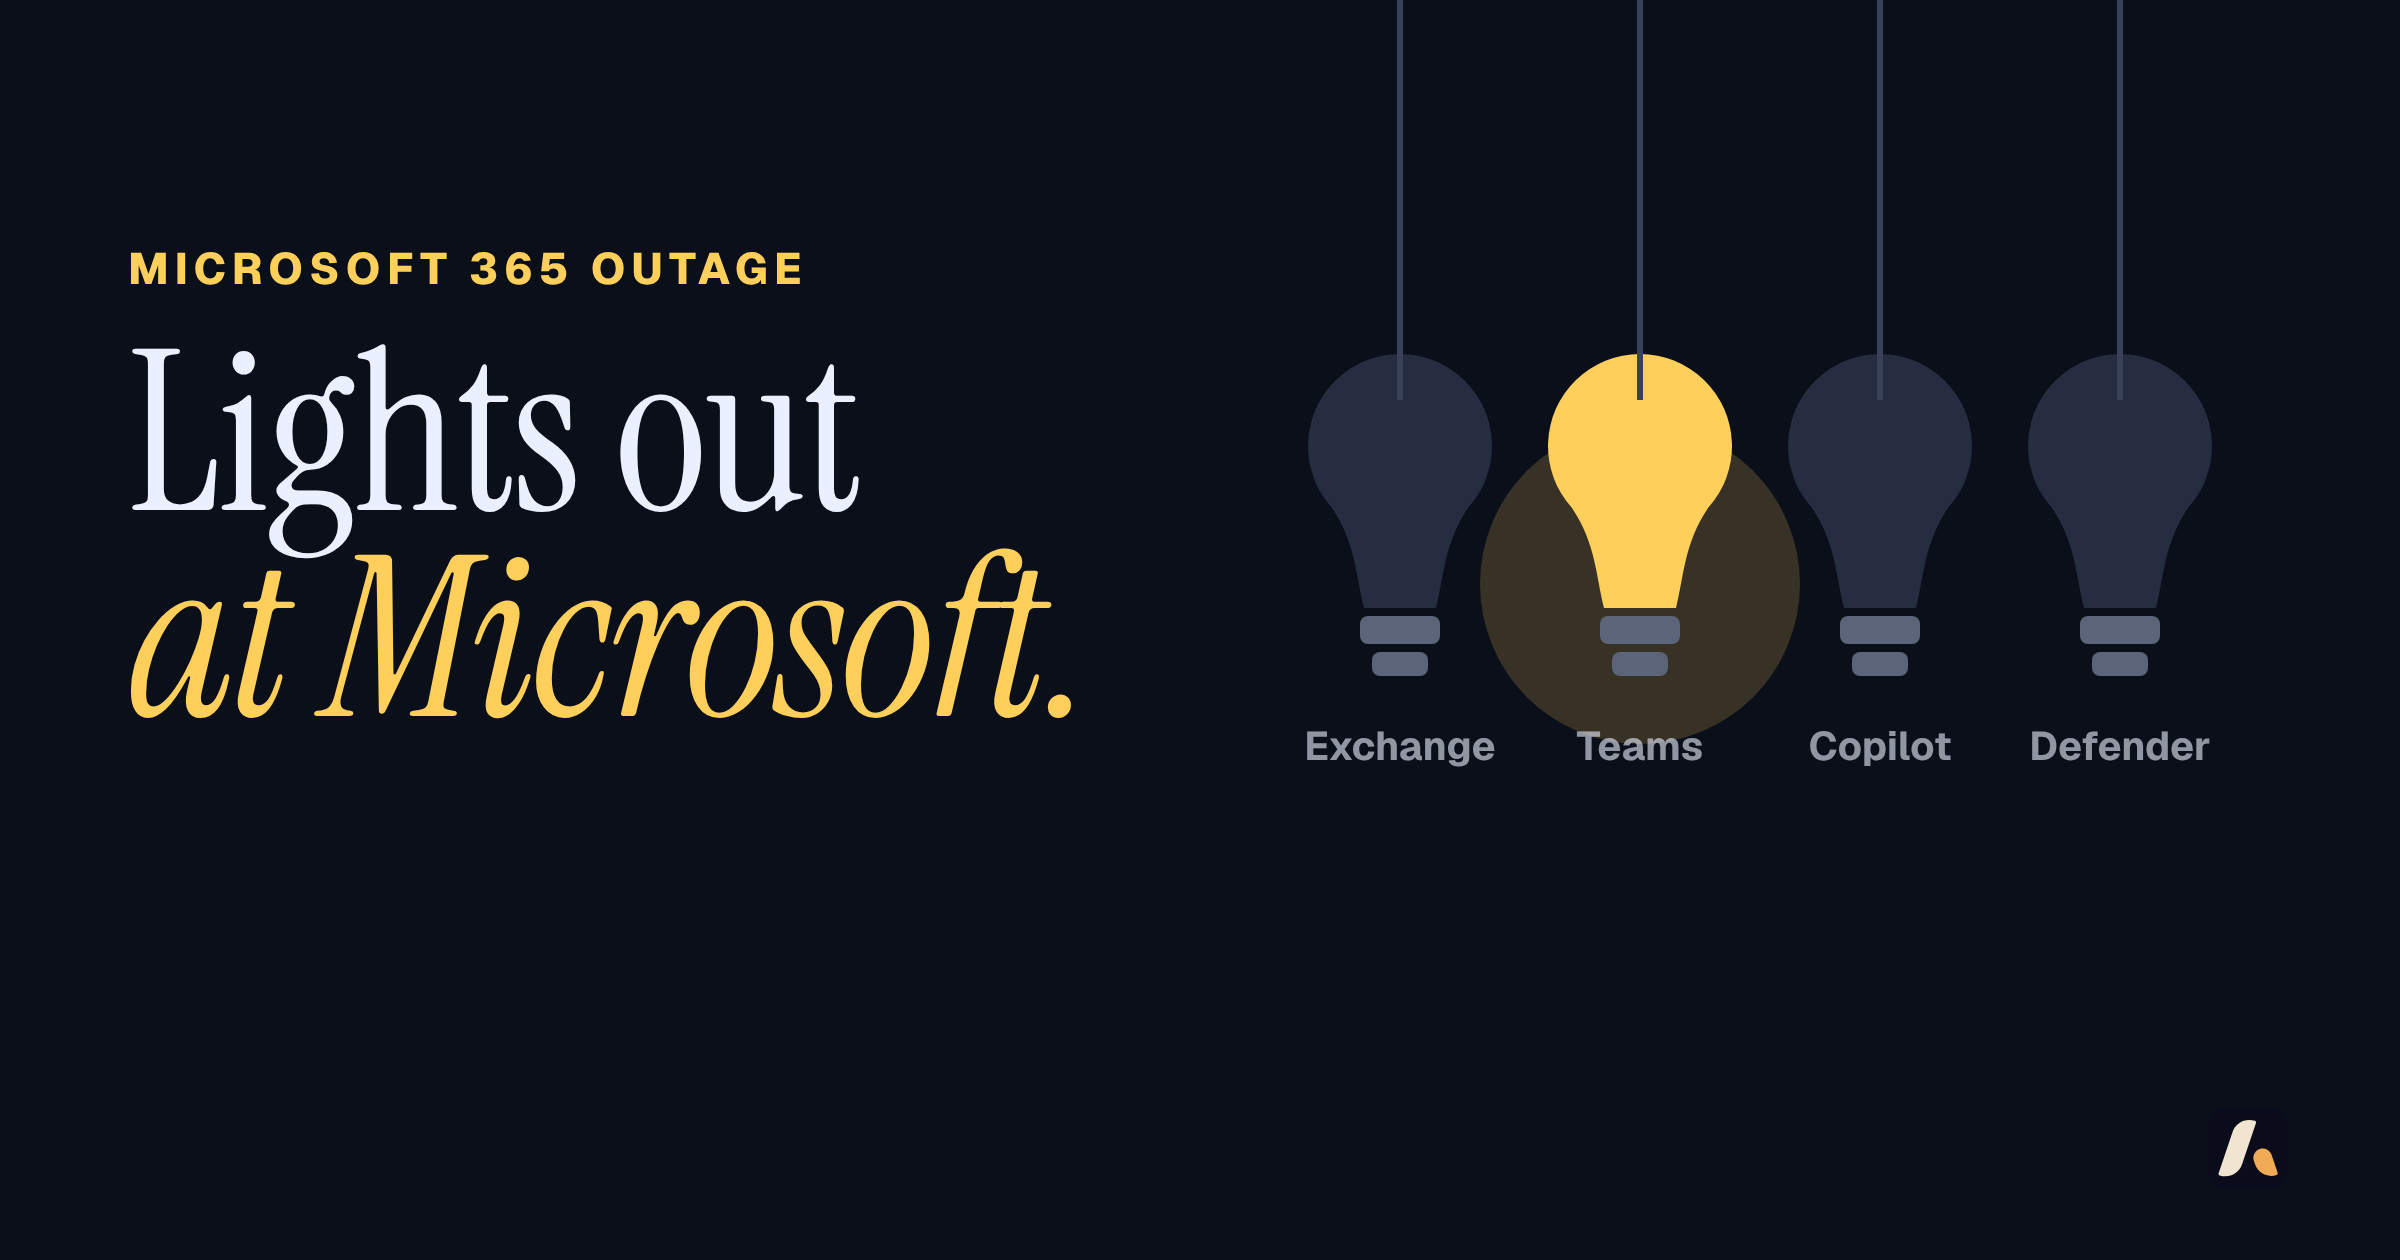 MICROSOFT 365 OUTAGE
Lights out
at Microsoft.
Exchange Teams Copilot Defender